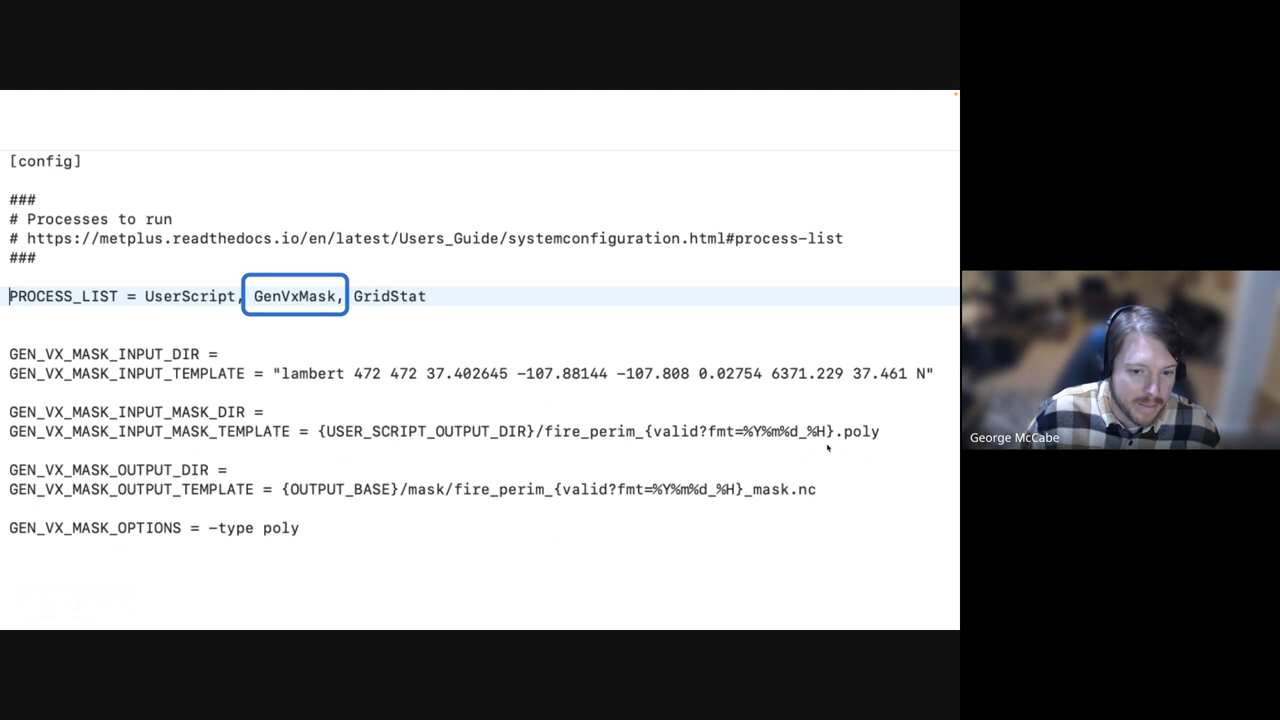 [config]
###
# Processes to run
# https://metplus.readthedocs.io/en/latest/Users_Guide/systemconfiguration.html#process-list
###
PROCESS_LIST = UserScript, GenVxMask, GridStat
GEN_VX_MASK_INPUT_DIR =
GEN_VX_MASK_INPUT_TEMPLATE = "lambert 472 472 37.402645 -107.88144 -107.808 0.02754 6371.229 37.461 N"
GEN_VX_MASK_INPUT_MASK_DIR =
GEN_VX_MASK_INPUT_MASK_TEMPLATE = {USER_SCRIPT_OUTPUT_DIR}/fire_perim_{valid?fmt=%Y%m%d_%H}.poly
GEN_VX_MASK_OUTPUT_DIR =
GEN_VX_MASK_OUTPUT_TEMPLATE = {OUTPUT_BASE}/mask/fire_perim_{valid?fmt=%Y%m%d_%H}_mask.nc
GEN_VX_MASK_OPTIONS = -type poly
George McCabe